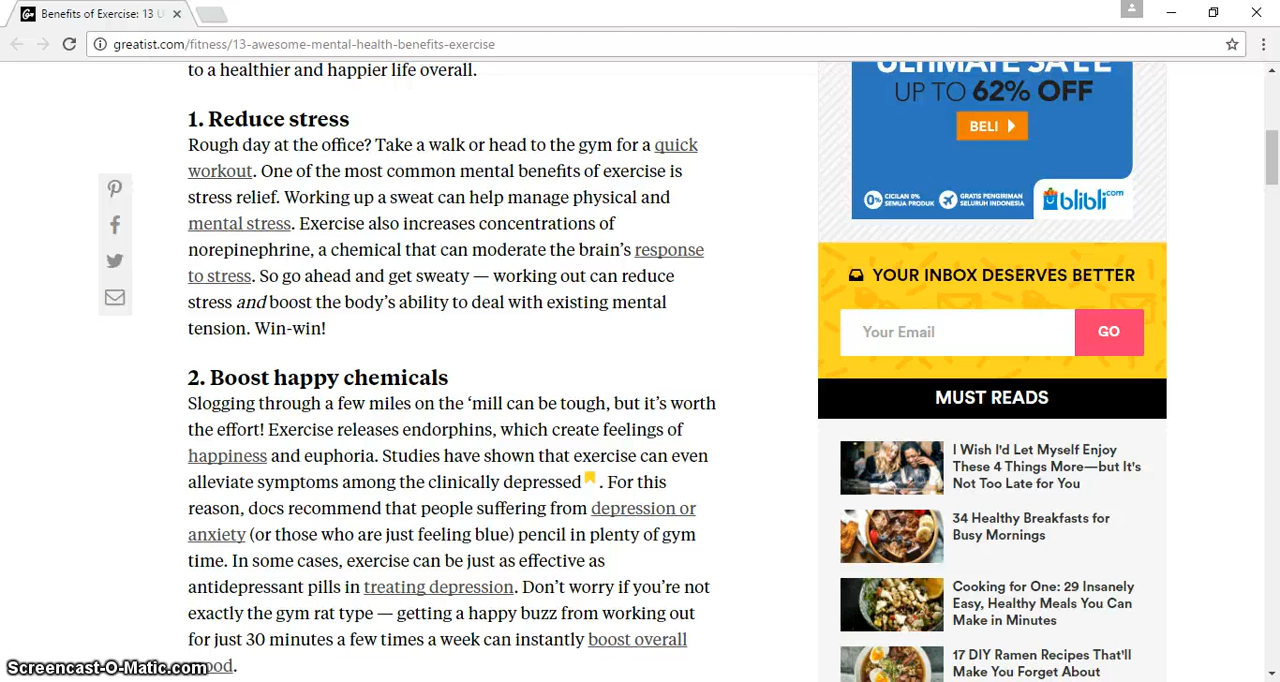 Benefits of Exercise: 13 U
greatist.com/fitness/13-awesome-mental-health-benefits-exercise
to a healthier and happier life overall.
1. Reduce stress
Rough day at the office? Take a walk or head to the gym for a quick
workout. One of the most common mental benefits of exercise is
stress relief. Working up a sweat can help manage physical and
mental stress. Exercise also increases concentrations of
norepinephrine, a chemical that can moderate the brain’s response
to stress. So go ahead and get sweaty — working out can reduce
stress and boost the body’s ability to deal with existing mental
tension. Win-win!
2. Boost happy chemicals
Slogging through a few miles on the ‘mill can be tough, but it’s worth
the effort! Exercise releases endorphins, which create feelings of
happiness and euphoria. Studies have shown that exercise can even
alleviate symptoms among the clinically depressed . For this
reason, docs recommend that people suffering from depression or
anxiety (or those who are just feeling blue) pencil in plenty of gym
time. In some cases, exercise can be just as effective as
antidepressant pills in treating depression. Don’t worry if you’re not
exactly the gym rat type — getting a happy buzz from working out
for just 30 minutes a few times a week can instantly boost overall
ood.
Screencast-O-Matic.com
ULTIMATE SALE
UP TO 62% OFF
BELI
CICILAN 0%
SEMUA PRODUK
GRATIS PENGIRIMAN
SELURUH INDONESIA
blibli.com
YOUR INBOX DESERVES BETTER
Your Email
GO
MUST READS
I Wish I'd Let Myself Enjoy
These 4 Things More—but It's
Not Too Late for You
34 Healthy Breakfasts for
Busy Mornings
Cooking for One: 29 Insanely
Easy, Healthy Meals You Can
Make in Minutes
17 DIY Ramen Recipes That'll
Make You Forget About